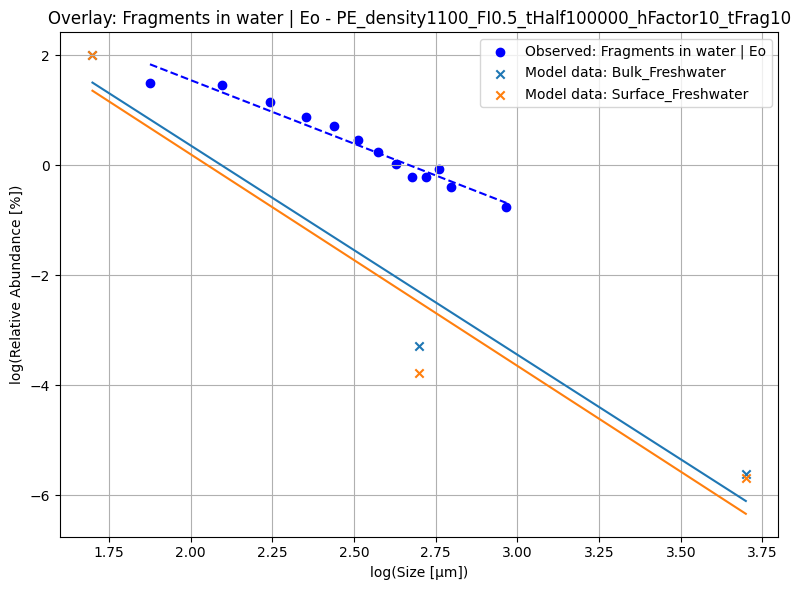 Overlay: Fragments in water | Eo - PE_density1100_FI0.5_tHalf100000_hFactor10_tFrag10
Observed: Fragments in water | Eo
Model data: Bulk_Freshwater
Model data: Surface_Freshwater
log(Relative Abundance [%])
2
0
−2
−4
−6
1.75
2.00
2.25
2.50
2.75
3.00
3.25
3.50
3.75
log(Size [μm])